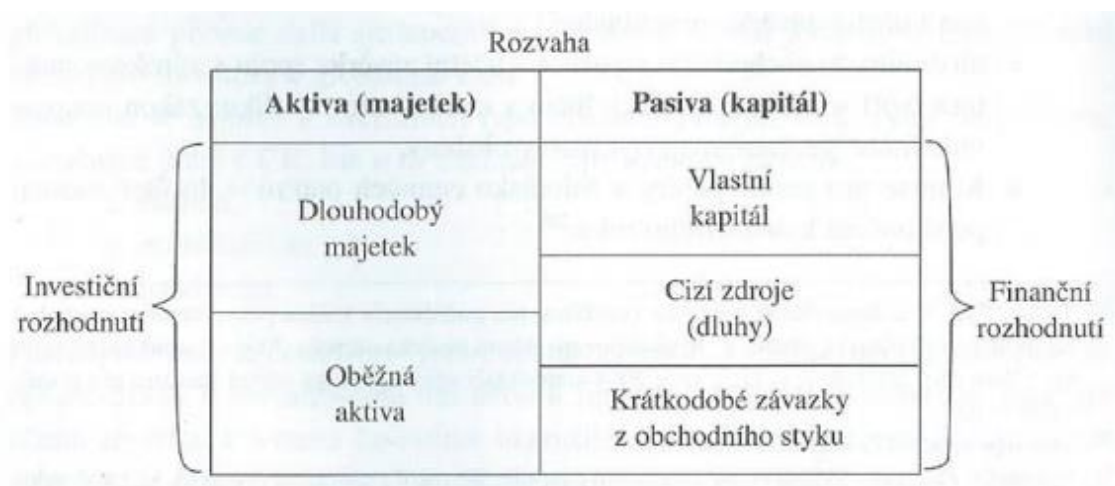 Rozvaha
Aktiva (majetek)
Pasiva (kapitál)
Dlouhodobý
majetek
Vlastní
kapitál
Investiční
rozhodnutí
Cizí zdroje
(dluhy)
Finanční
rozhodnutí
Oběžná
aktiva
Krátkodobé závazky
z obchodního styku